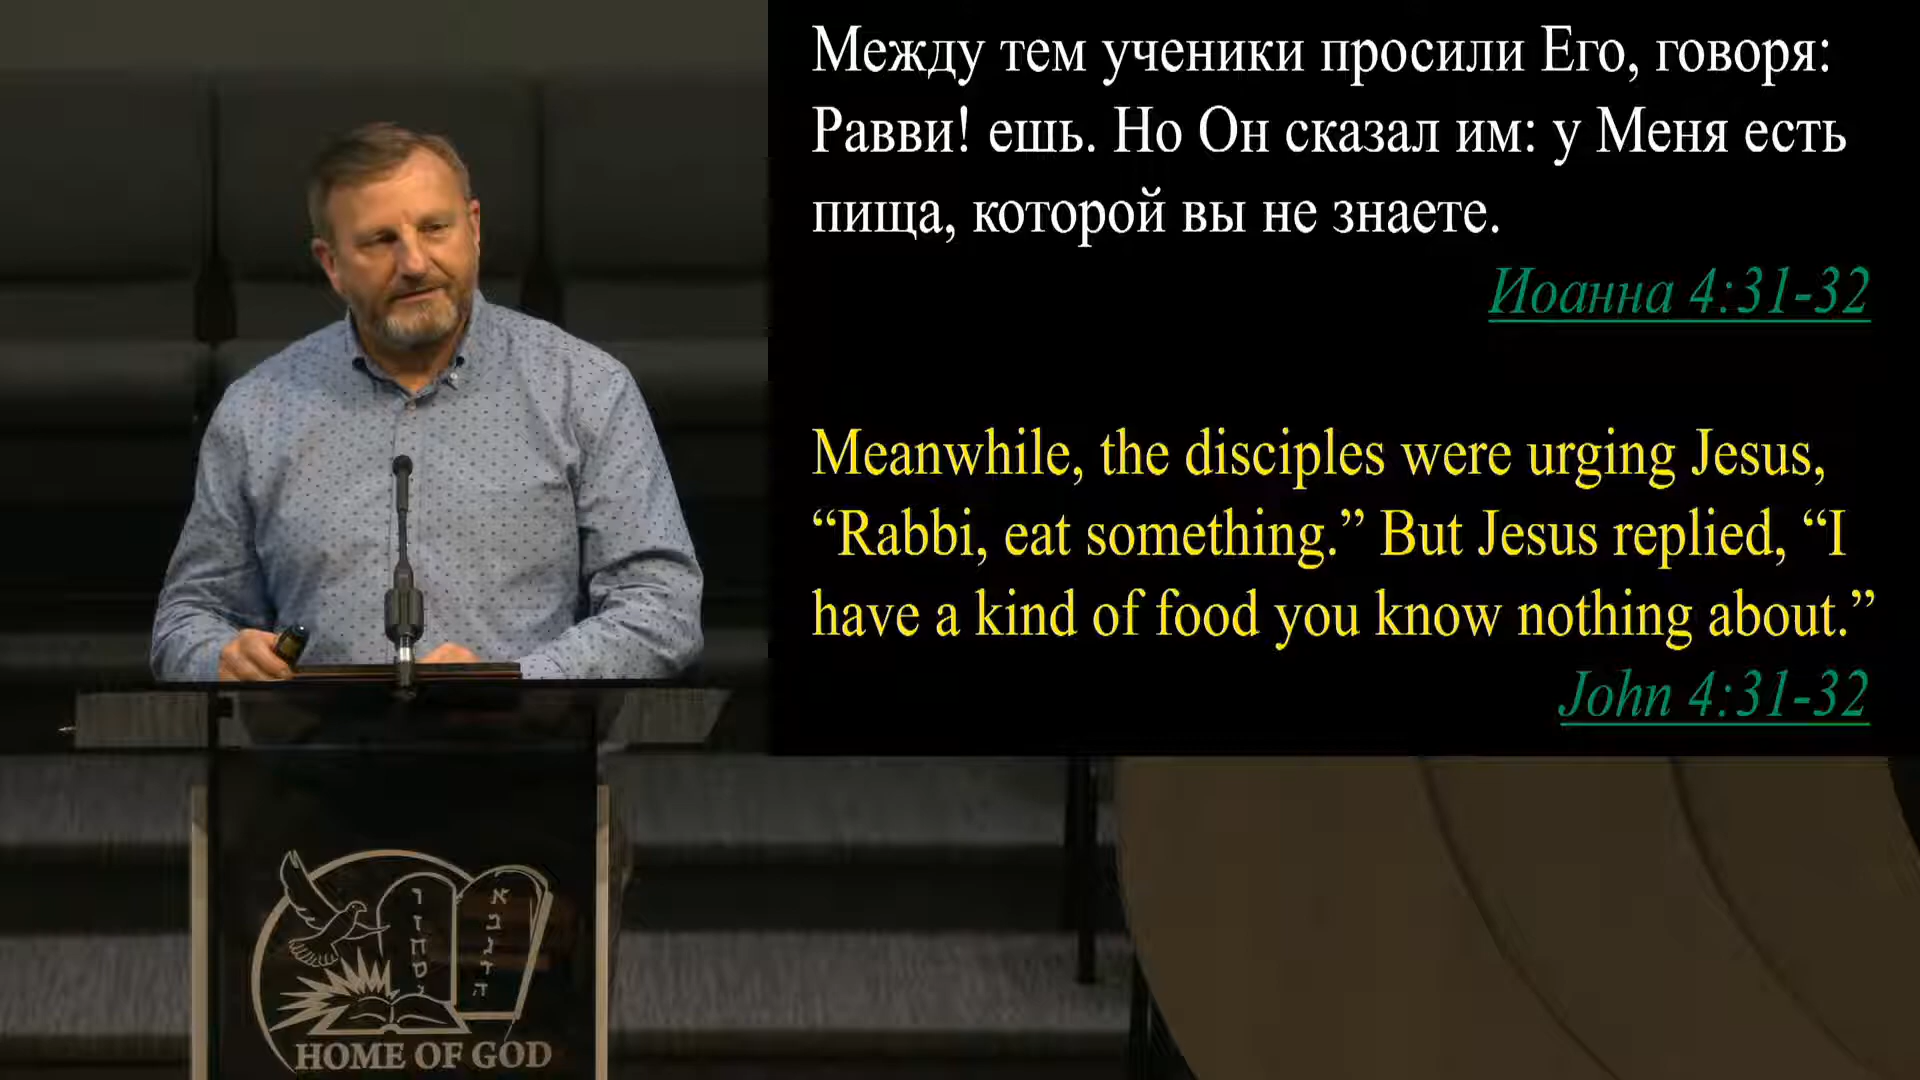 Между тем ученики просили Его, говоря:
Равви! ешь. Но Он сказал им: у Меня есть
пища, которой вы не знаете.
Иоанна 4:31-32
Meanwhile, the disciples were urging Jesus,
“Rabbi, eat something.” But Jesus replied, “I
have a kind of food you know nothing about.”
John 4:31-32
ו א
ז ב
ח ג
ט ד
י ה
HOME OF GOD